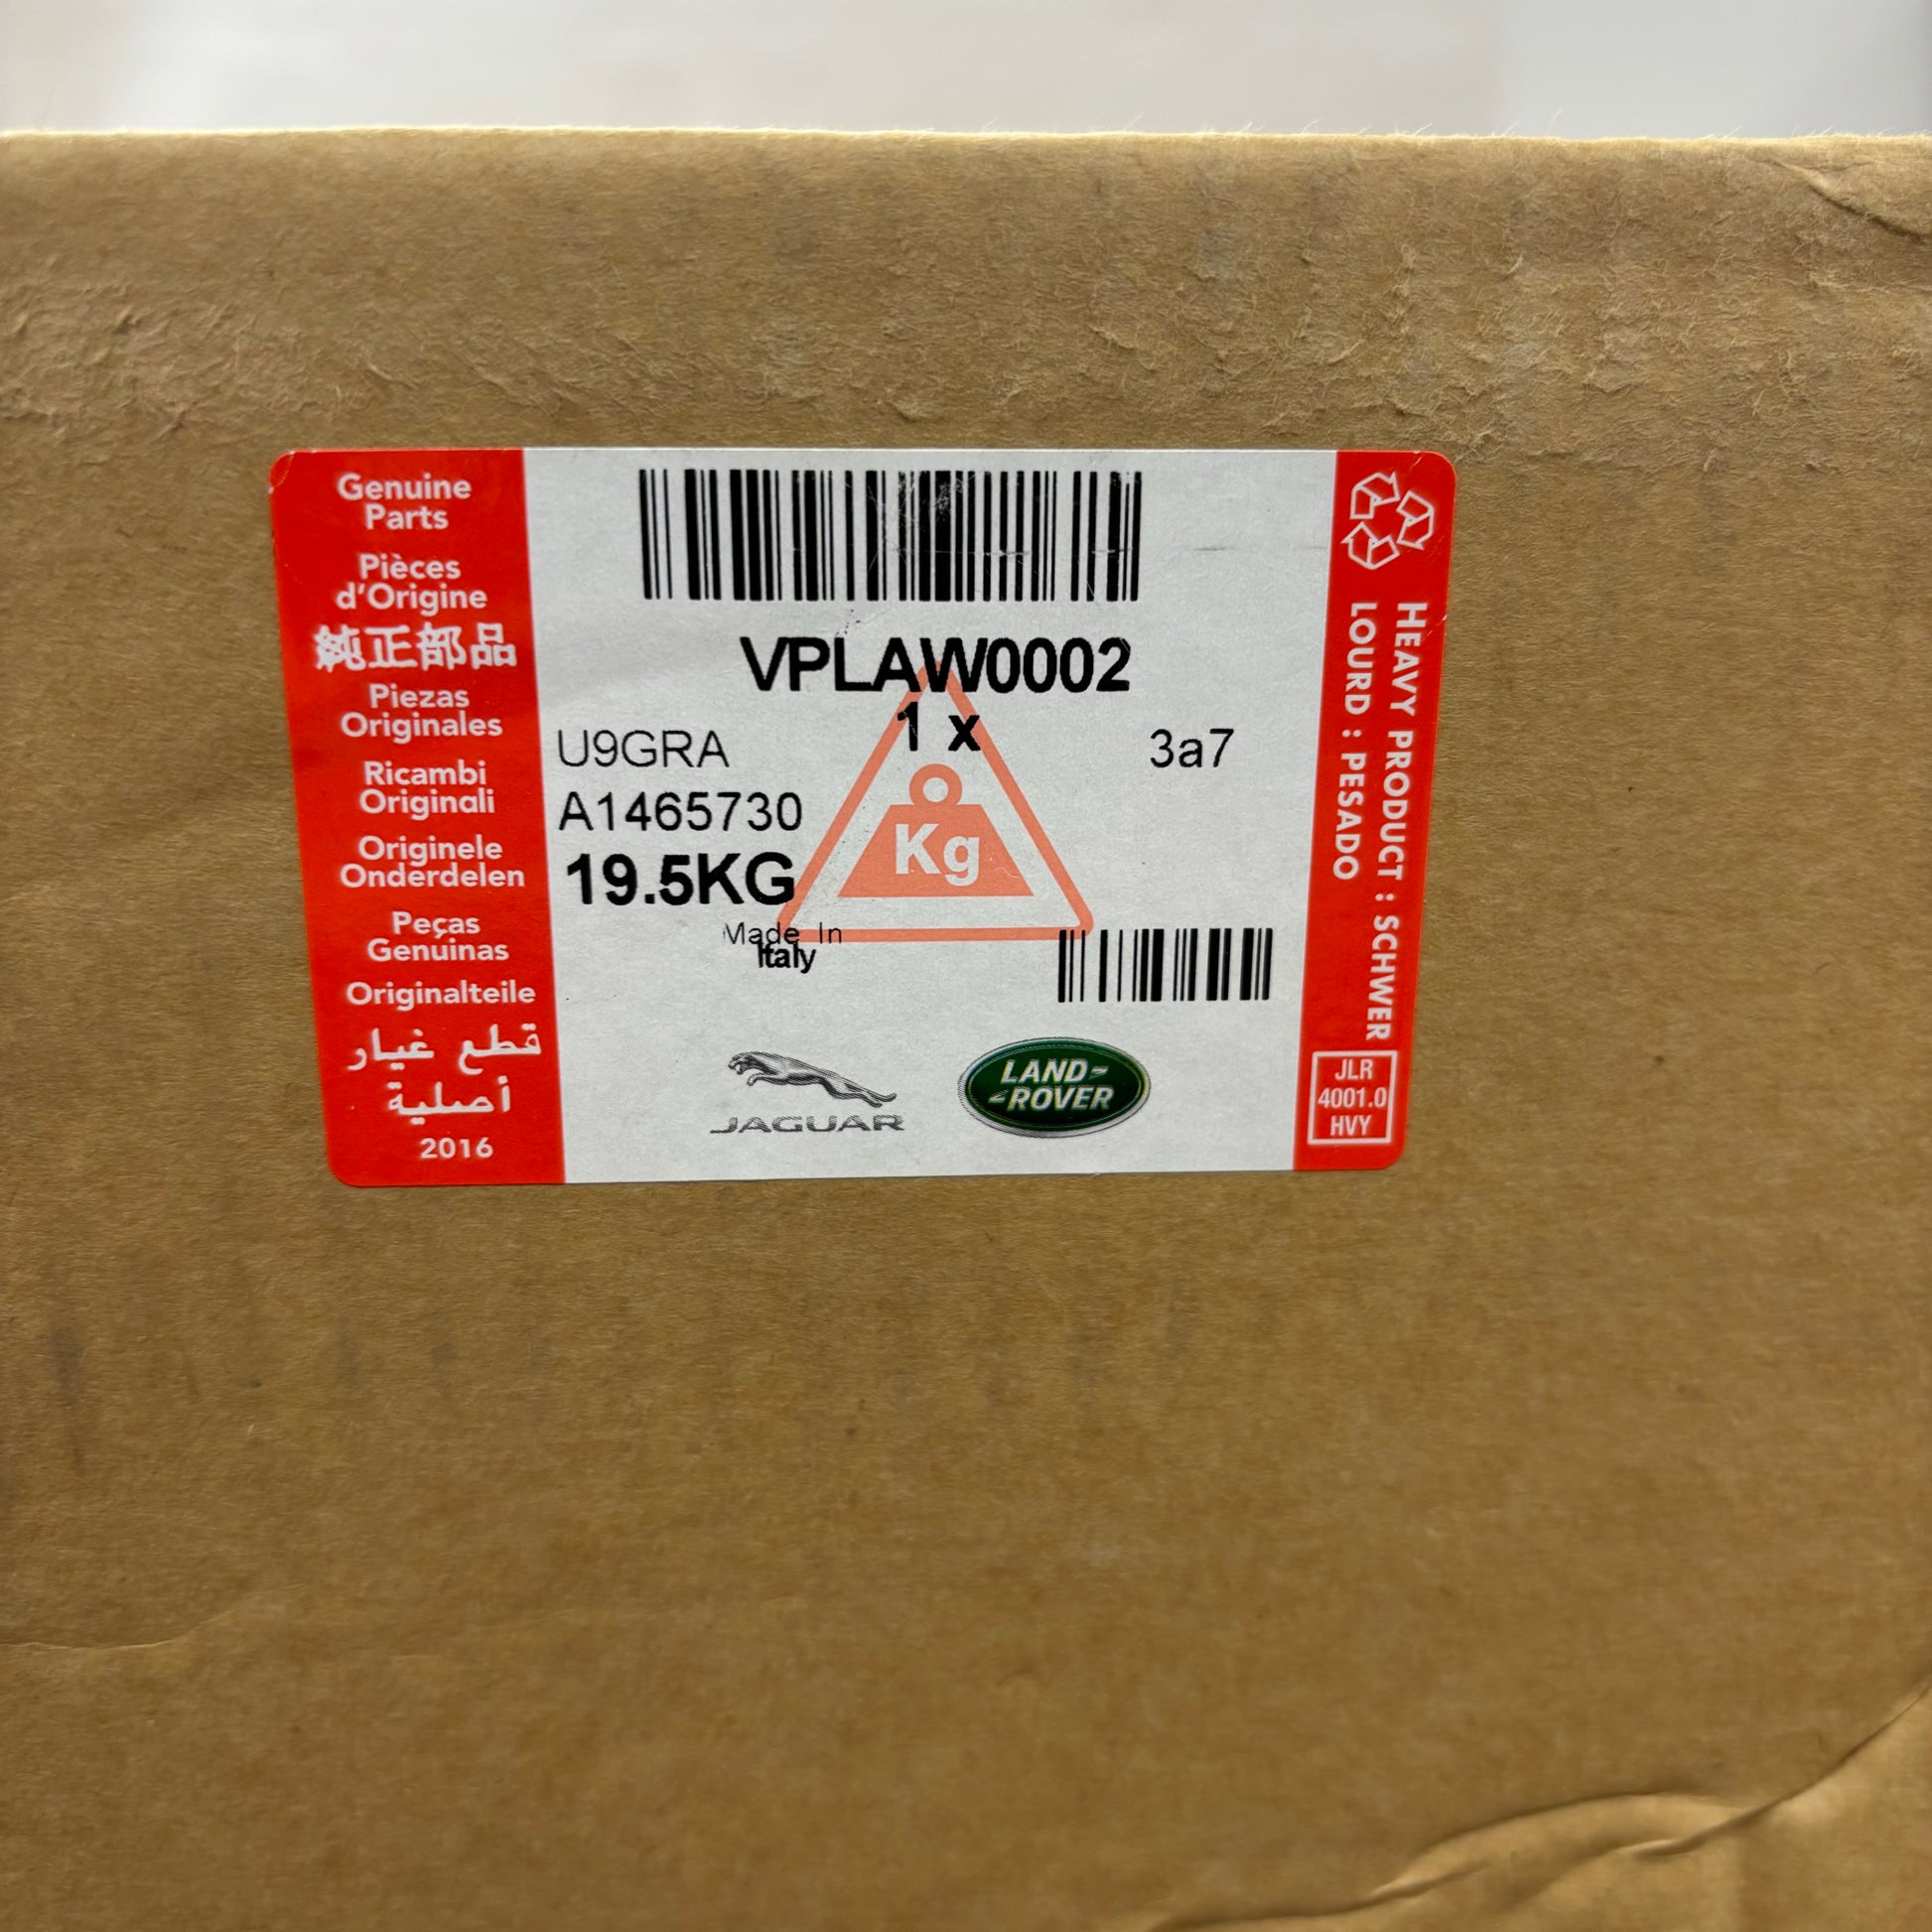 Genuine
Parts
Pièces
d'Origine
純正部品
Piezas
Originales
Ricambi
Originali
Originele
Onderdelen
Peças
Genuinas
Originalteile
قطع غيار
أصلية
2016
VPLAW0002
1 x
U9GRA
3a7
A1465730
19.5KG
Kg
Made In
Italy
JAGUAR
LAND-
-ROVER
HEAVY PRODUCT : SCHWER
LOURD : PESADO
JLR
4001.0
HVY